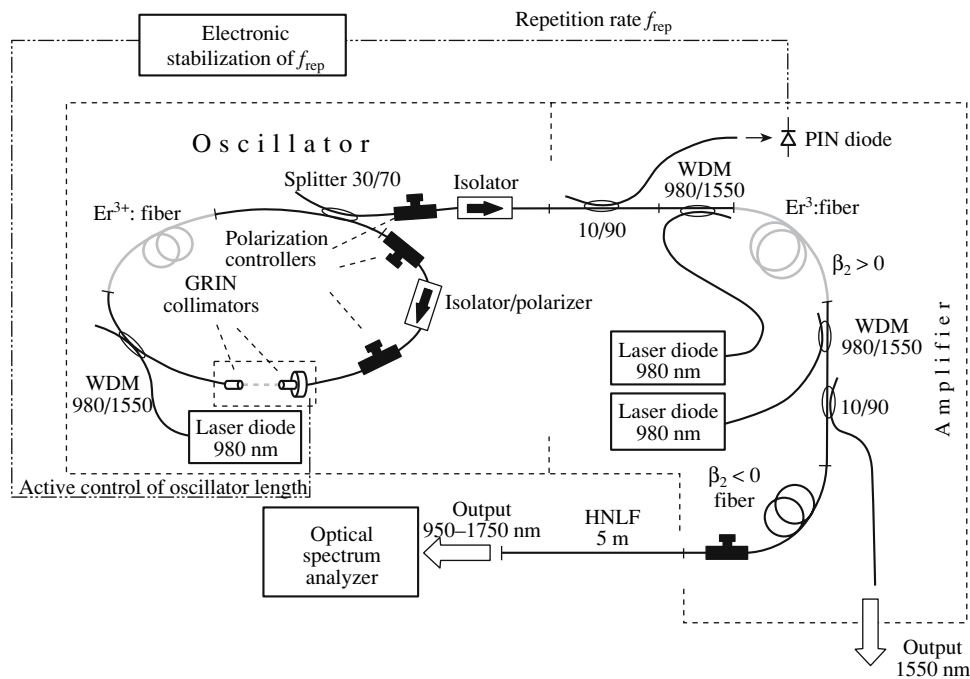 Repetition rate f_rep
Electronic
stabilization of f_rep
Oscillator
PIN diode
WDM
980/1550
Splitter 30/70
Isolator
Er³⁺: fiber
10/90
Er³:fiber
Polarization
controllers
β₂ > 0
GRIN
collimators
Isolator/polarizer
WDM
980/1550
Laser diode
980 nm
WDM
980/1550
10/90
Laser diode
980 nm
Laser diode
980 nm
Amplifier
β₂ < 0
fiber
Active control of oscillator length
Output
950–1750 nm
HNLF
5 m
Optical
spectrum
analyzer
Output
1550 nm